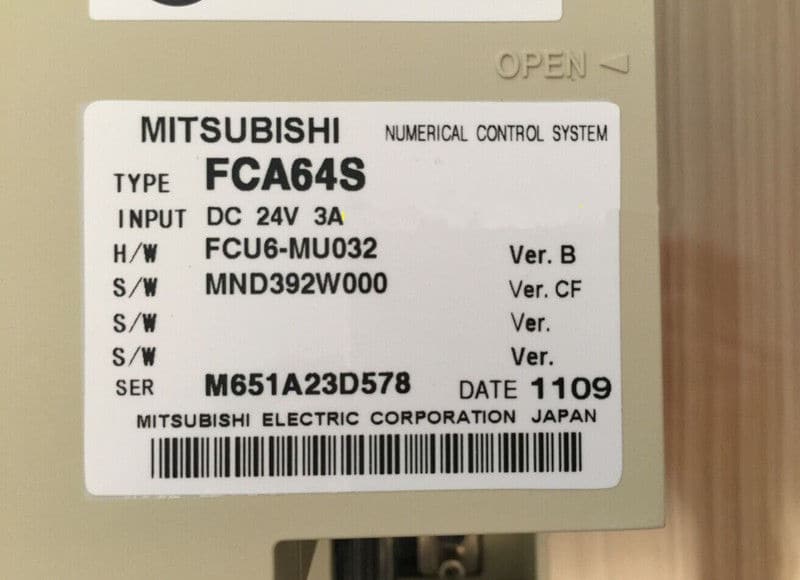 OPEN ◄
MITSUBISHI NUMERICAL CONTROL SYSTEM
TYPE FCA64S
INPUT DC 24V 3A
H/W FCU6-MU032 Ver. B
S/W MND392W000 Ver. CF
S/W Ver.
S/W Ver.
SER M651A23D578 DATE 1109
MITSUBISHI ELECTRIC CORPORATION JAPAN